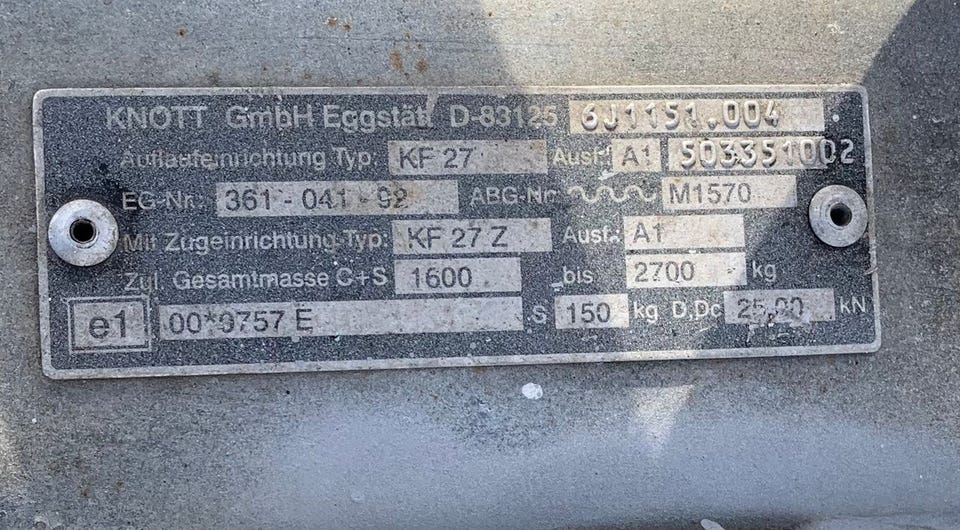 KNOTT GmbH Eggstätt D-83125 6J1151.004
Auflaufeinrichtung Typ: KF 27 Ausf.: A1 503351002
EG-Nr.: 361 - 041 - 92 ABG-Nr. M1570
Mit Zugeinrichtung-Typ: KF 27 Z Ausf.: A1
Zul. Gesamtmasse C+S 1600 bis 2700 kg
e1 00*0757 E S 150 kg D,Dc 25,00 kN